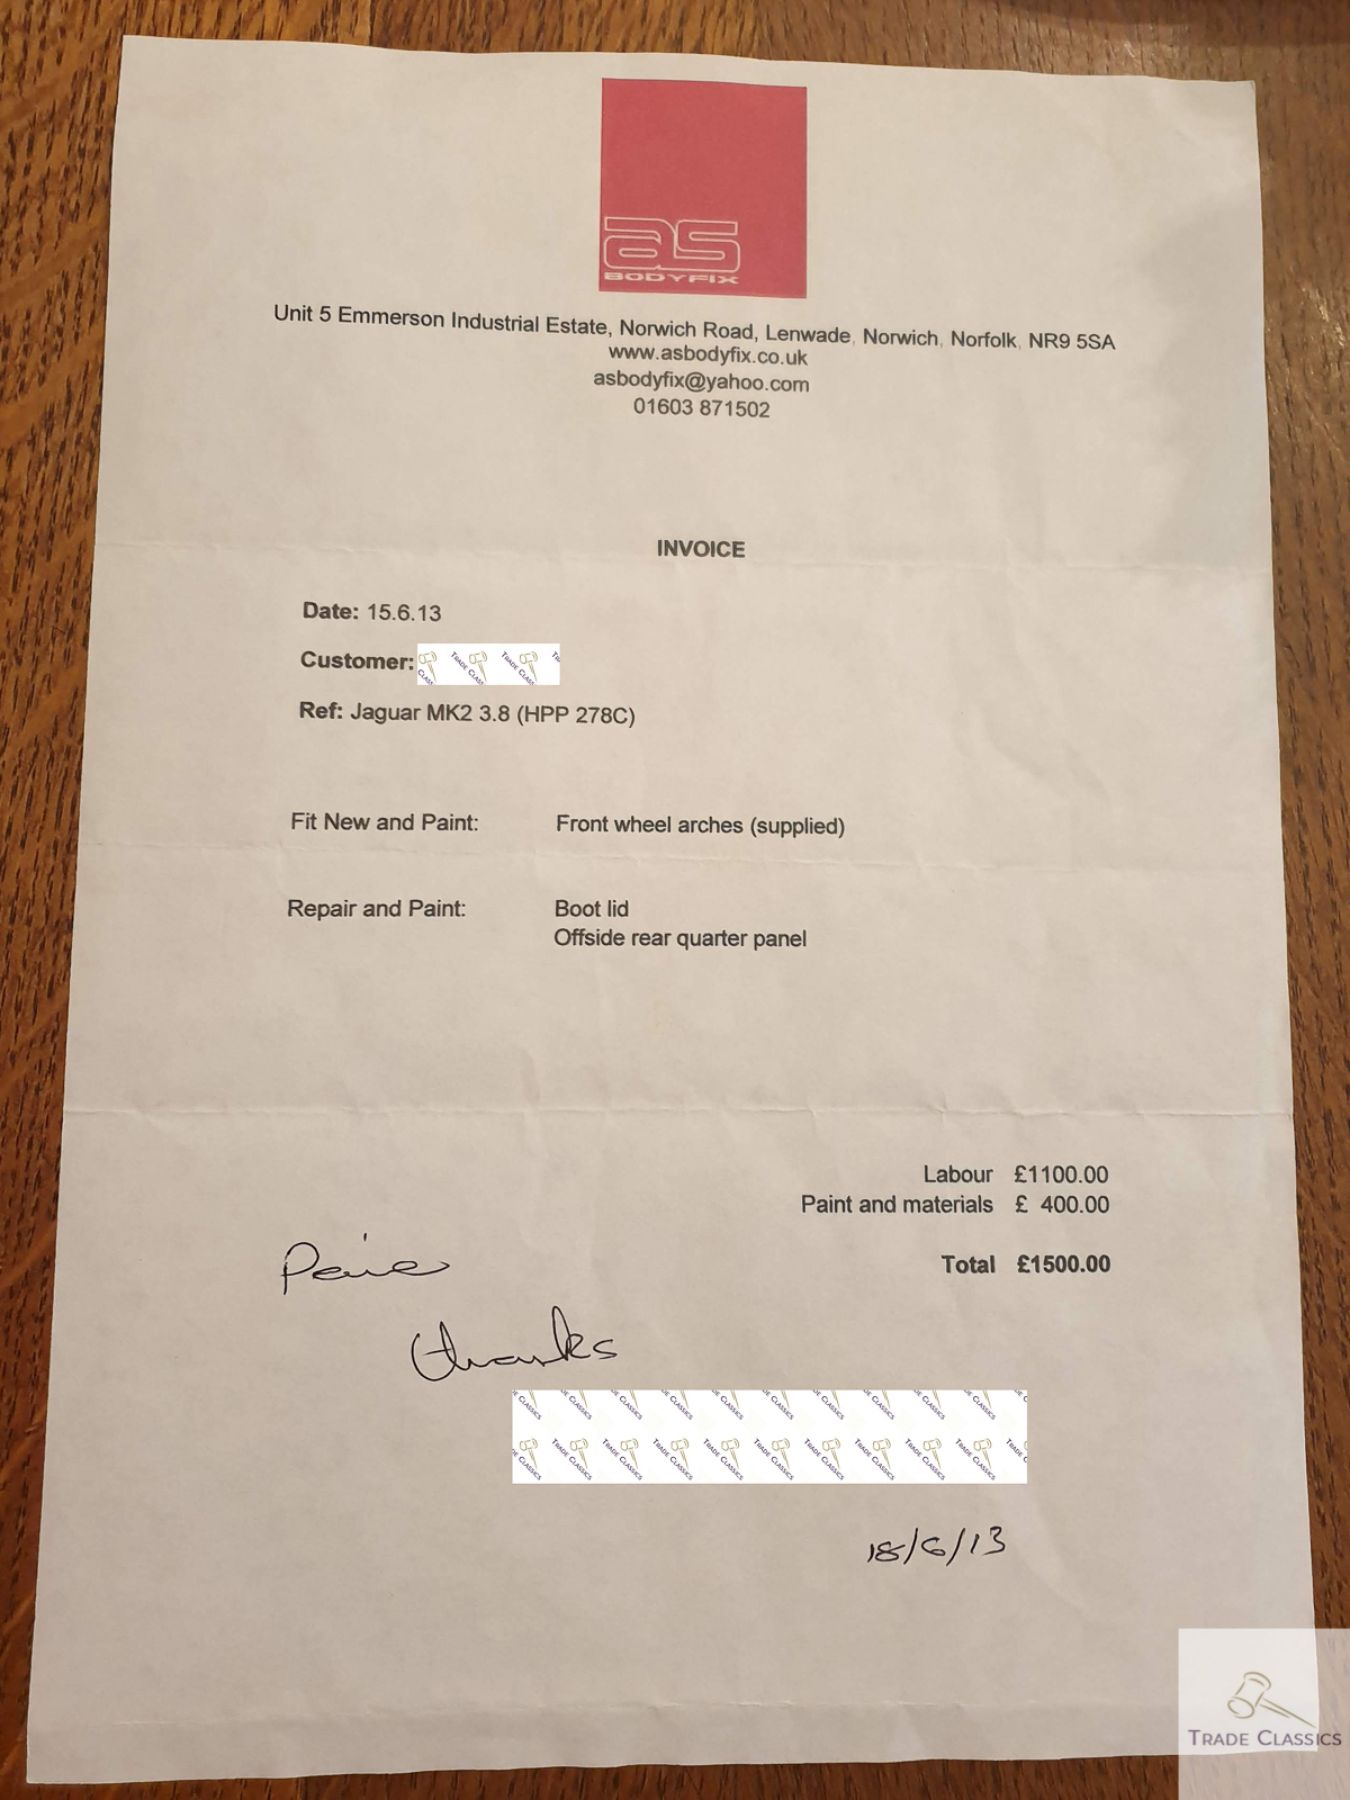 as
BODYFIX
Unit 5 Emmerson Industrial Estate, Norwich Road, Lenwade, Norwich, Norfolk, NR9 5SA
www.asbodyfix.co.uk
asbodyfix@yahoo.com
01603 871502
INVOICE
Date: 15.6.13
Customer:
Ref: Jaguar MK2 3.8 (HPP 278C)
Fit New and Paint: Front wheel arches (supplied)
Repair and Paint: Boot lid
Offside rear quarter panel
Labour £1100.00
Paint and materials £ 400.00
Total £1500.00
thanks
18/6/13
TRADE CLASSICS